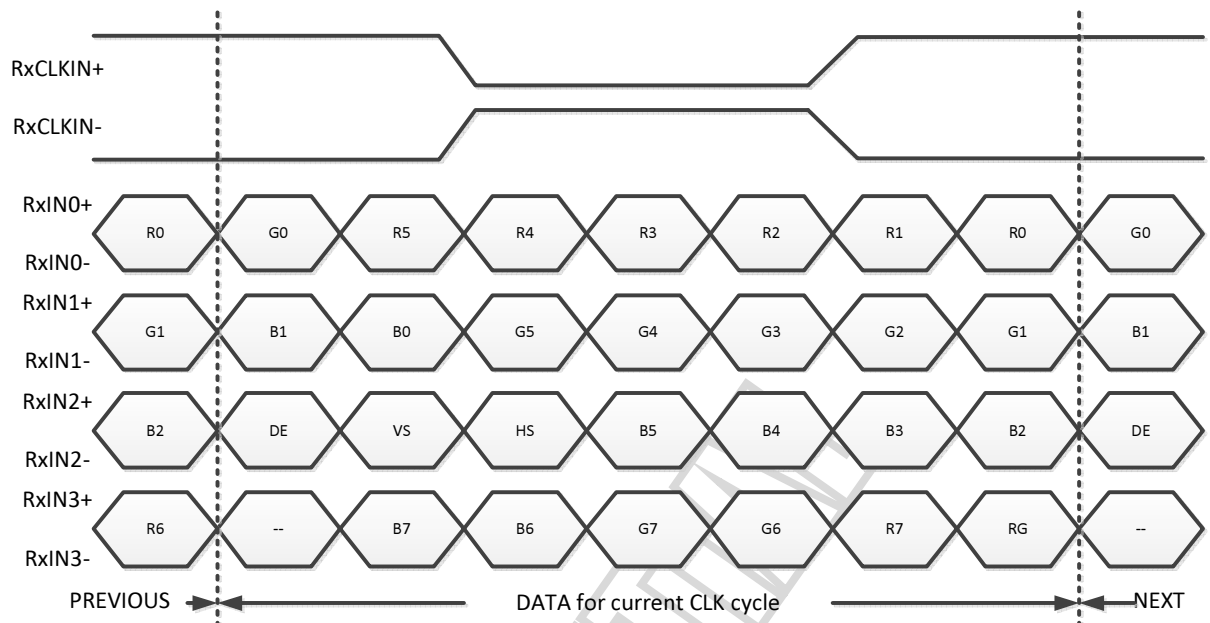 RxCLKIN+
RxCLKIN-
RxIN0+
R0 G0 R5 R4 R3 R2 R1 R0 G0
RxIN0-
RxIN1+
G1 B1 B0 G5 G4 G3 G2 G1 B1
RxIN1-
RxIN2+
B2 DE VS HS B5 B4 B3 B2 DE
RxIN2-
RxIN3+
R6 -- B7 B6 G7 G6 R7 RG --
RxIN3-
PREVIOUS DATA for current CLK cycle NEXT